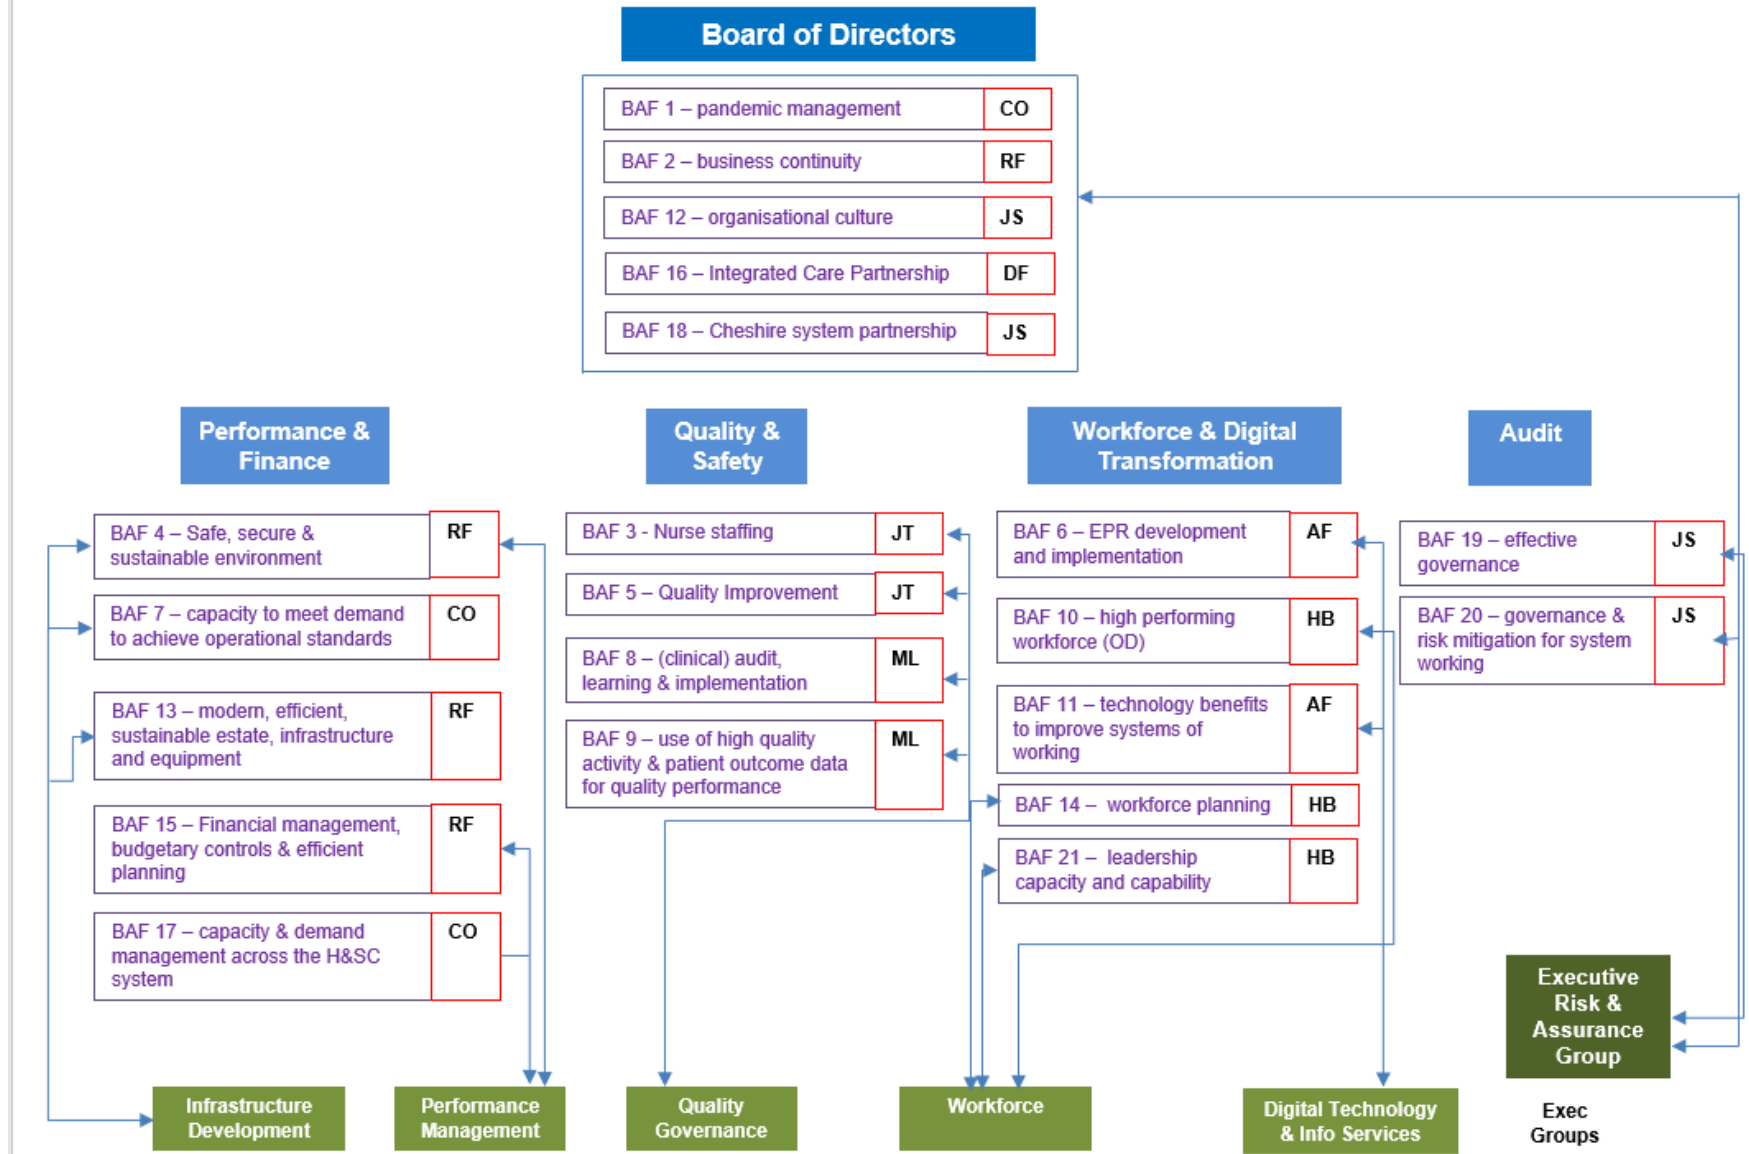 Board of Directors
BAF 1 – pandemic management
CO
BAF 2 – business continuity
RF
BAF 12 – organisational culture
JS
BAF 16 – Integrated Care Partnership
DF
BAF 18 – Cheshire system partnership
JS
Performance &
Finance
BAF 4 – Safe, secure &
sustainable environment
RF
BAF 7 – capacity to meet demand
to achieve operational standards
CO
BAF 13 – modern, efficient,
sustainable estate, infrastructure
and equipment
RF
BAF 15 – Financial management,
budgetary controls & efficient
planning
RF
BAF 17 – capacity & demand
management across the H&SC
system
CO
Quality &
Safety
BAF 3 - Nurse staffing
JT
BAF 5 – Quality Improvement
JT
BAF 8 – (clinical) audit,
learning & implementation
ML
BAF 9 – use of high quality
activity & patient outcome data
for quality performance
ML
Workforce & Digital
Transformation
BAF 6 – EPR development
and implementation
AF
BAF 10 – high performing
workforce (OD)
HB
BAF 11 – technology benefits
to improve systems of
working
AF
BAF 14 – workforce planning
HB
BAF 21 – leadership
capacity and capability
HB
Audit
BAF 19 – effective
governance
JS
BAF 20 – governance &
risk mitigation for system
working
JS
Executive
Risk &
Assurance
Group
Infrastructure
Development
Performance
Management
Quality
Governance
Workforce
Digital Technology
& Info Services
Exec
Groups